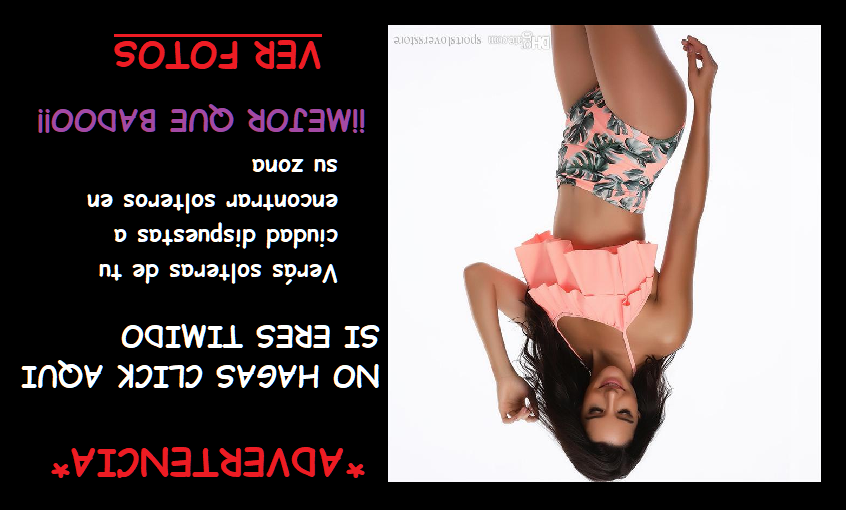 *ADVERTENCIA*
NO HAGAS CLICK AQUI
SI ERES TIMIDO
Verás solteras de tu
ciudad dispuestas a
encontrar solteros en
su zona
¡¡MEJOR QUE BADOO!!
VER FOTOS
sportsloversstore